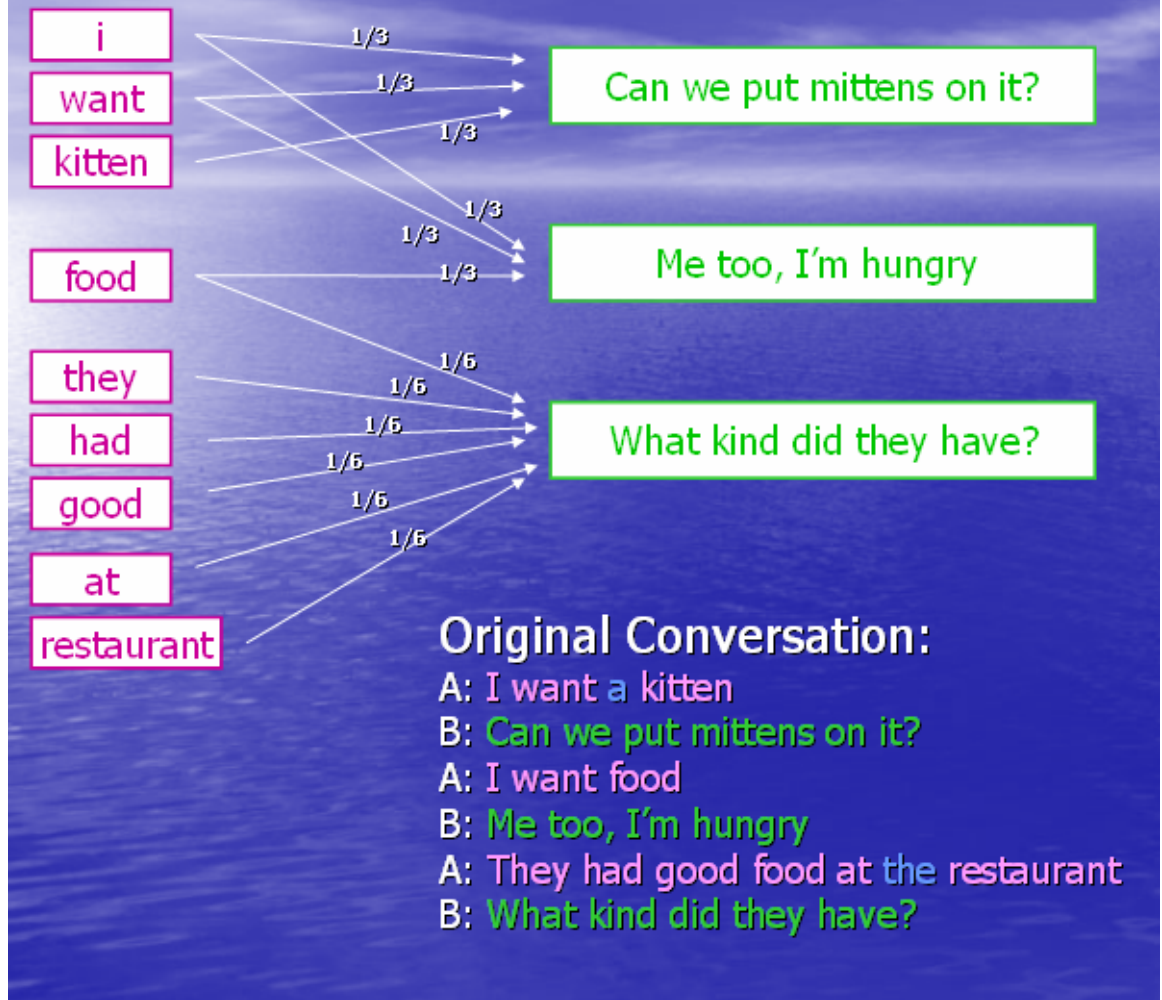 i
1/3
want
1/3
Can we put mittens on it?
1/3
kitten
1/3
1/3
food
1/3
Me too, I'm hungry
1/6
they
1/6
had
1/6
What kind did they have?
1/6
good
1/6
1/6
at
restaurant
Original Conversation:
A: I want a kitten
B: Can we put mittens on it?
A: I want food
B: Me too, I'm hungry
A: They had good food at the restaurant
B: What kind did they have?